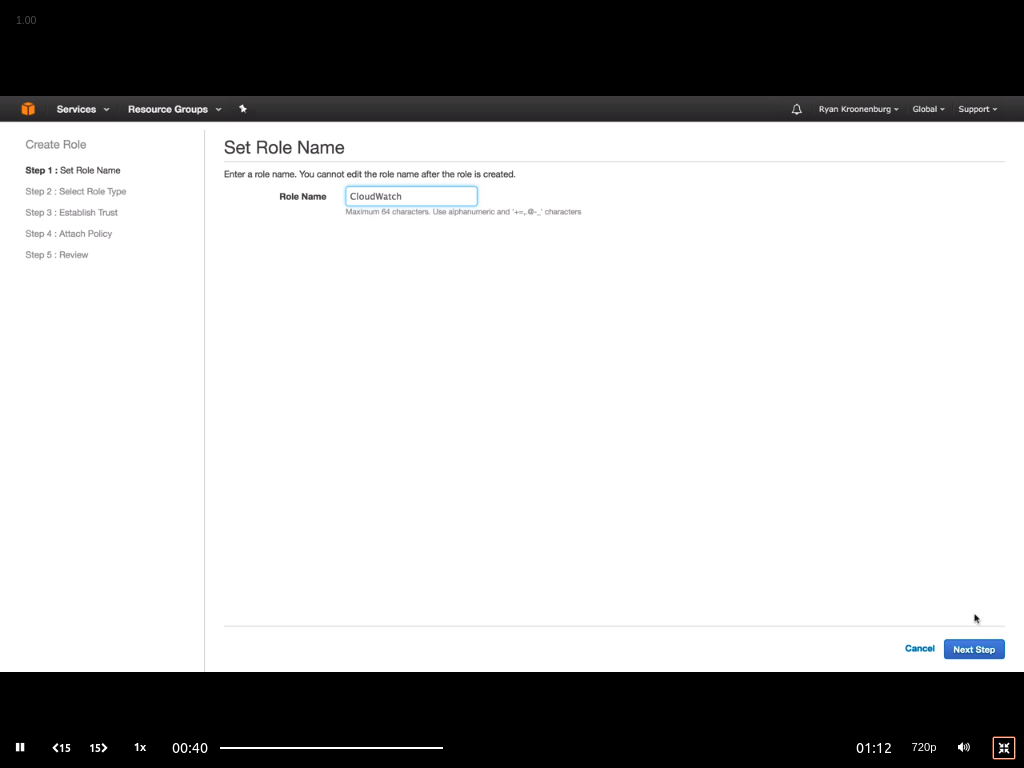 1.00
Services Resource Groups Ryan Kroonenburg Global Support
Create Role
Step 1 : Set Role Name
Step 2 : Select Role Type
Step 3 : Establish Trust
Step 4 : Attach Policy
Step 5 : Review
Set Role Name
Enter a role name. You cannot edit the role name after the role is created.
Role Name CloudWatch
Maximum 64 characters. Use alphanumeric and '+=,.@-_' characters
Cancel Next Step
15 15 1x 00:40 01:12 720p